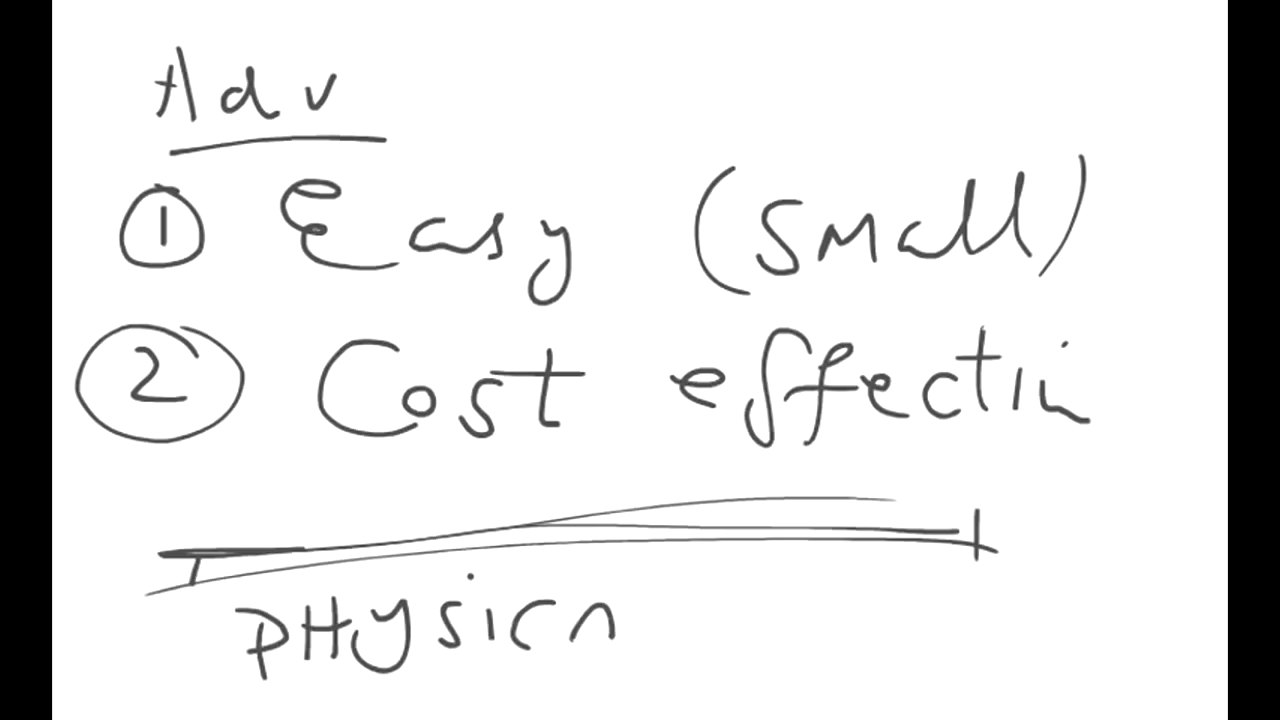 Adv
① Easy (small)
② Cost effectiv
PHysicn